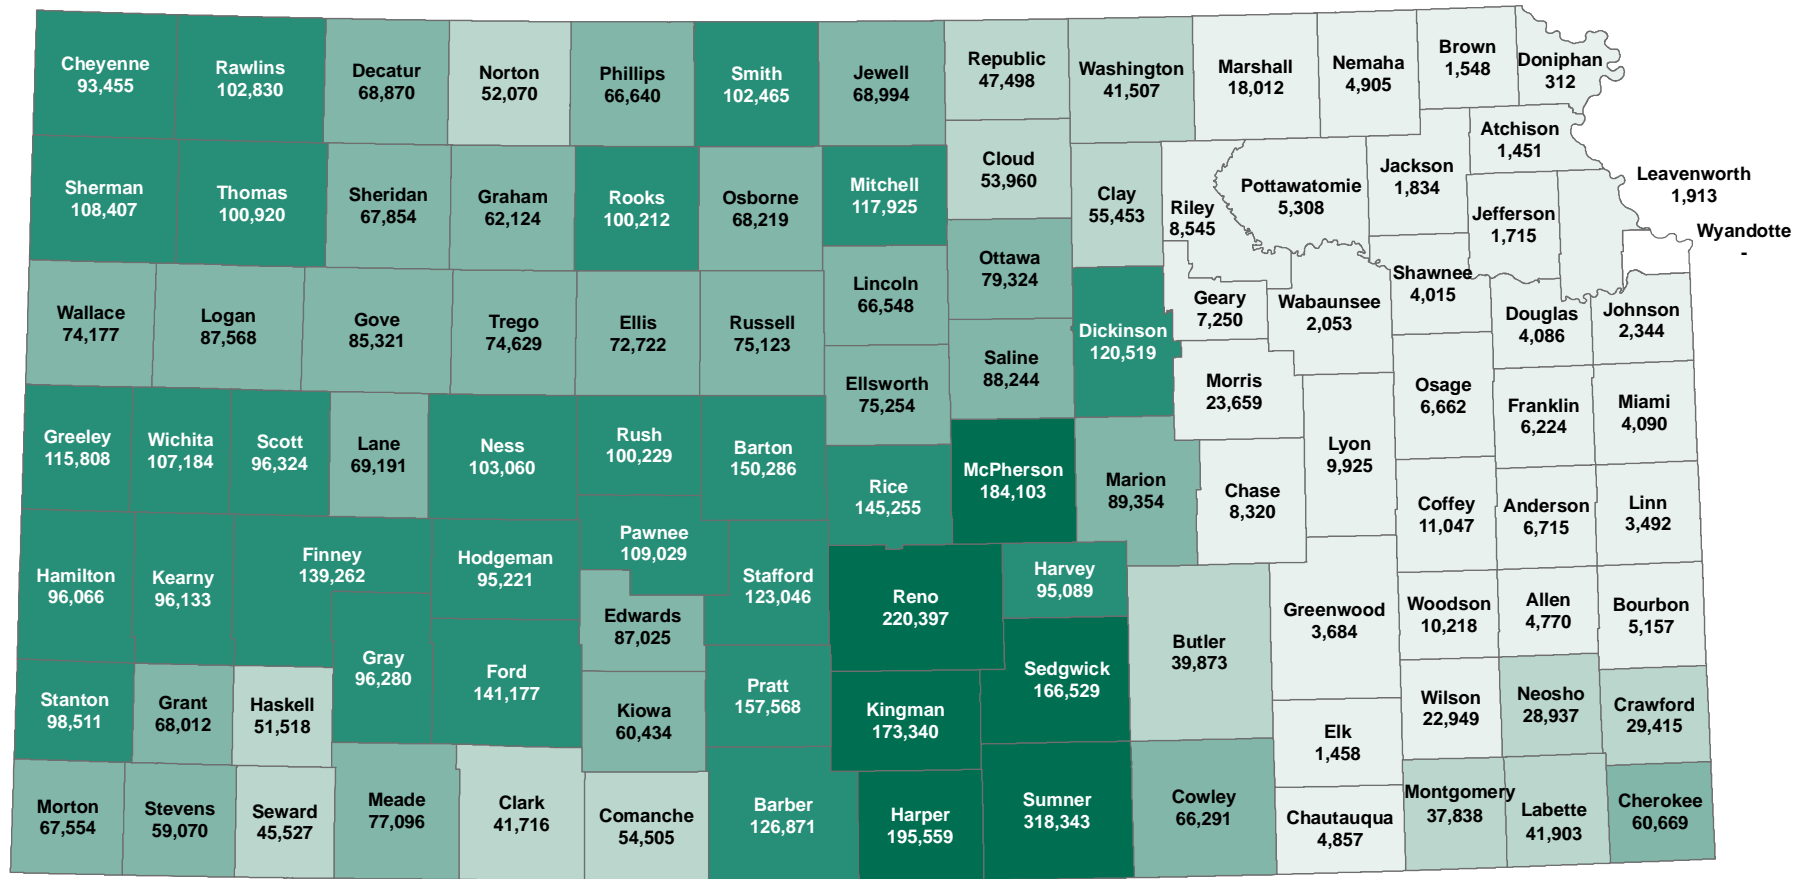 Cheyenne
93,455
Rawlins
102,830
Decatur
68,870
Norton
52,070
Phillips
66,640
Smith
102,465
Jewell
68,994
Republic
47,498
Washington
41,507
Marshall
18,012
Nemaha
4,905
Brown
1,548
Doniphan
312
Sherman
108,407
Thomas
100,920
Sheridan
67,854
Graham
62,124
Rooks
100,212
Osborne
68,219
Mitchell
117,925
Cloud
53,960
Clay
55,453
Riley
8,545
Pottawatomie
5,308
Jackson
1,834
Atchison
1,451
Jefferson
1,715
Leavenworth
1,913
Wyandotte
-
Wallace
74,177
Logan
87,568
Gove
85,321
Trego
74,629
Ellis
72,722
Russell
75,123
Lincoln
66,548
Ottawa
79,324
Saline
88,244
Dickinson
120,519
Geary
7,250
Wabaunsee
2,053
Shawnee
4,015
Douglas
4,086
Johnson
2,344
Ellsworth
75,254
Morris
23,659
Osage
6,662
Franklin
6,224
Miami
4,090
Greeley
115,808
Wichita
107,184
Scott
96,324
Lane
69,191
Ness
103,060
Rush
100,229
Barton
150,286
Rice
145,255
McPherson
184,103
Marion
89,354
Chase
8,320
Lyon
9,925
Coffey
11,047
Anderson
6,715
Linn
3,492
Hamilton
96,066
Kearny
96,133
Finney
139,262
Hodgeman
95,221
Pawnee
109,029
Stafford
123,046
Edwards
87,025
Reno
220,397
Harvey
95,089
Butler
39,873
Greenwood
3,684
Woodson
10,218
Allen
4,770
Bourbon
5,157
Gray
96,280
Ford
141,177
Kiowa
60,434
Pratt
157,568
Kingman
173,340
Sedgwick
166,529
Elk
1,458
Wilson
22,949
Neosho
28,937
Crawford
29,415
Stanton
98,511
Grant
68,012
Haskell
51,518
Morton
67,554
Stevens
59,070
Seward
45,527
Meade
77,096
Clark
41,716
Comanche
54,505
Barber
126,871
Harper
195,559
Sumner
318,343
Cowley
66,291
Chautauqua
4,857
Montgomery
37,838
Labette
41,903
Cherokee
60,669